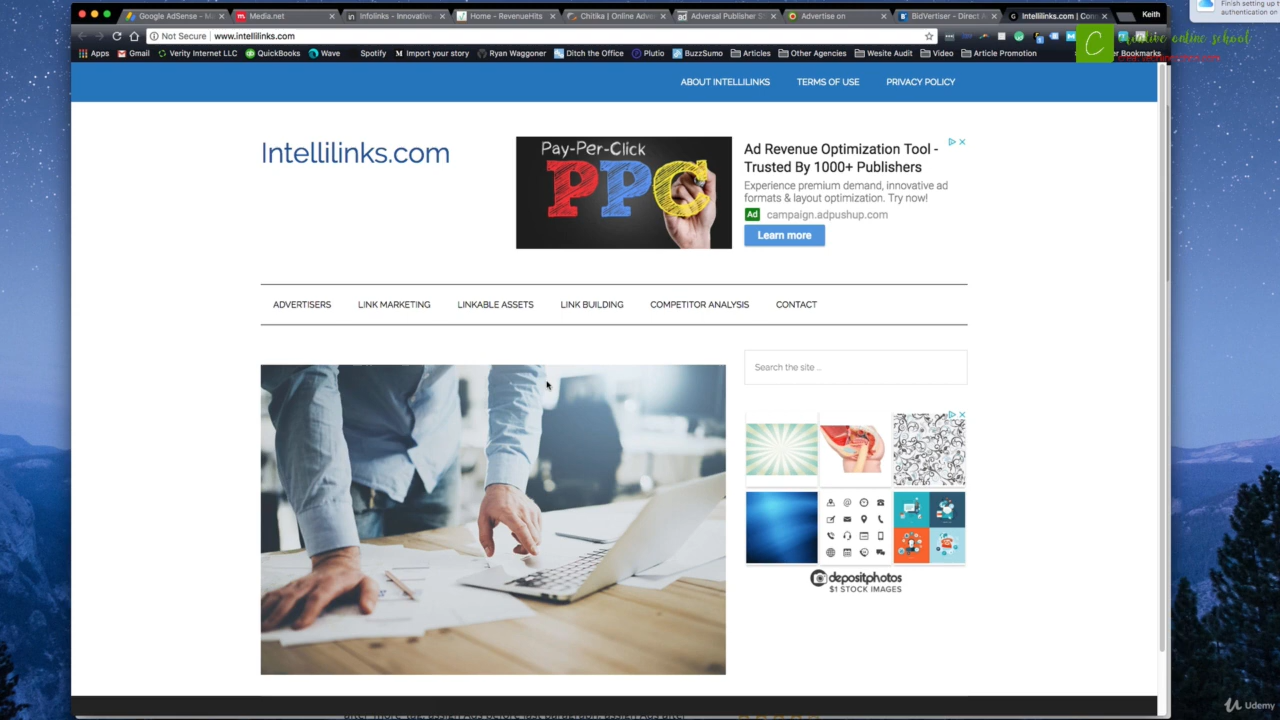 Google AdSense - M
Media.net
Infolinks - Innovative
Home - RevenueHits
Chitika | Online Adve
Adversal Publisher S
Advertise on
BidVertiser - Direct A
Intellilinks.com | Con
Keith
Finish setting up
authentication on
Not Secure | www.intellilinks.com
Apps Gmail Verity Internet LLC QuickBooks Wave Spotify Import your story Ryan Waggoner Ditch the Office Plutio BuzzSumo Articles Other Agencies Wesite Audit Video Article Promotion
er Bookmarks
online school
ABOUT INTELLILINKS TERMS OF USE PRIVACY POLICY
Intellilinks.com
Pay-Per-Click
PPC
Ad Revenue Optimization Tool -
Trusted By 1000+ Publishers
Experience premium demand, innovative ad
formats & layout optimization. Try now!
Ad campaign.adpushup.com
Learn more
ADVERTISERS LINK MARKETING LINKABLE ASSETS LINK BUILDING COMPETITOR ANALYSIS CONTACT
Search the site ...
depositphotos
$1 STOCK IMAGES
Udemy